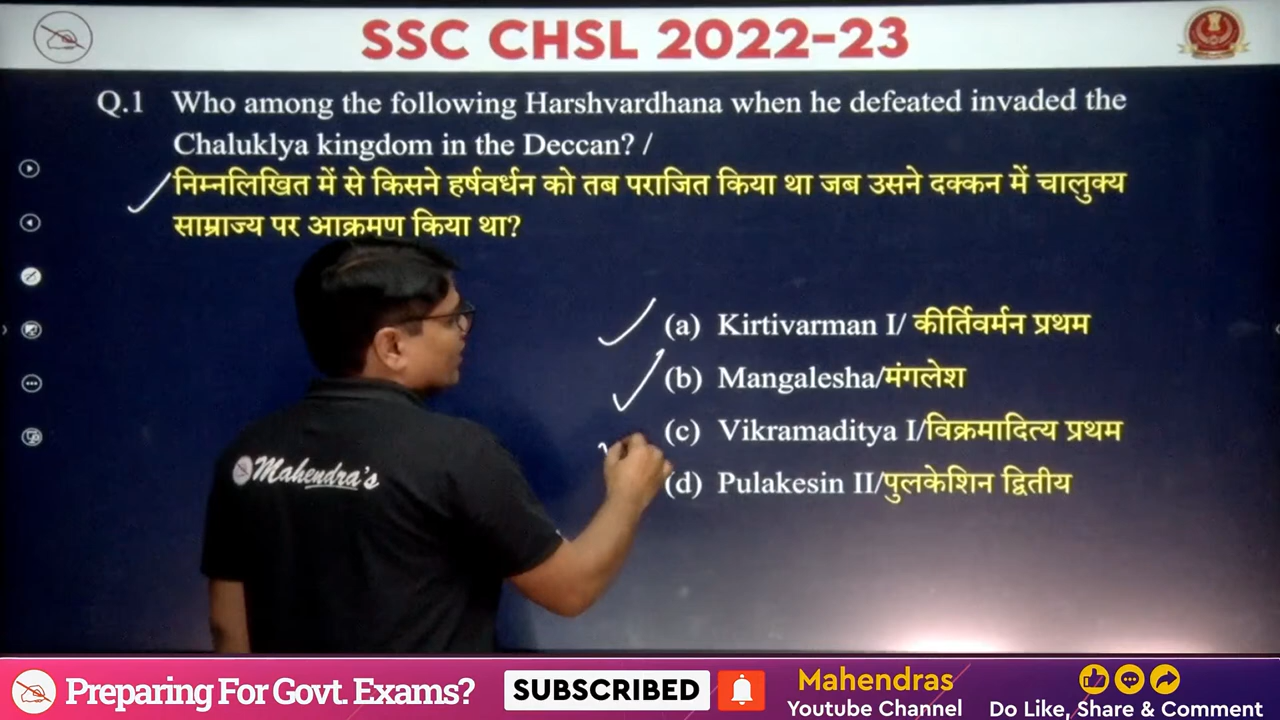 SSC CHSL 2022-23
Q.1 Who among the following Harshvardhana when he defeated invaded the
Chaluklya kingdom in the Deccan? /
निम्नलिखित में से किसने हर्षवर्धन को तब पराजित किया था जब उसने दक्कन में चालुक्य
साम्राज्य पर आक्रमण किया था?
(a) Kirtivarman I/ कीर्तिवर्मन प्रथम
(b) Mangalesha/मंगलेश
(c) Vikramaditya I/विक्रमादित्य प्रथम
(d) Pulakesin II/पुलकेशिन द्वितीय
Mahendra's
Preparing For Govt. Exams?
SUBSCRIBED
Mahendras
Youtube Channel
Do Like, Share & Comment